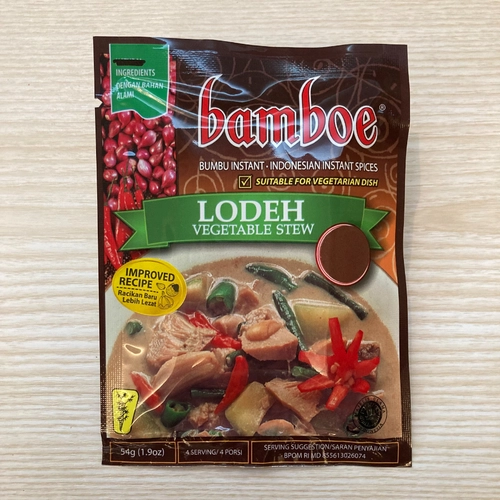 INGREDIENTS
DENGAN BAHAN
ALAMI
bamboe®
BUMBU INSTANT - INDONESIAN INSTANT SPICES
SUITABLE FOR VEGETARIAN DISH
LODEH
VEGETABLE STEW
IMPROVED
RECIPE
Racikan Baru
Lebih Lezat
54g (1.9oz)
4 SERVING/ 4 PORSI
SERVING SUGGESTION/SARAN PENYAJIAN
BPOM RI MD 855613026074